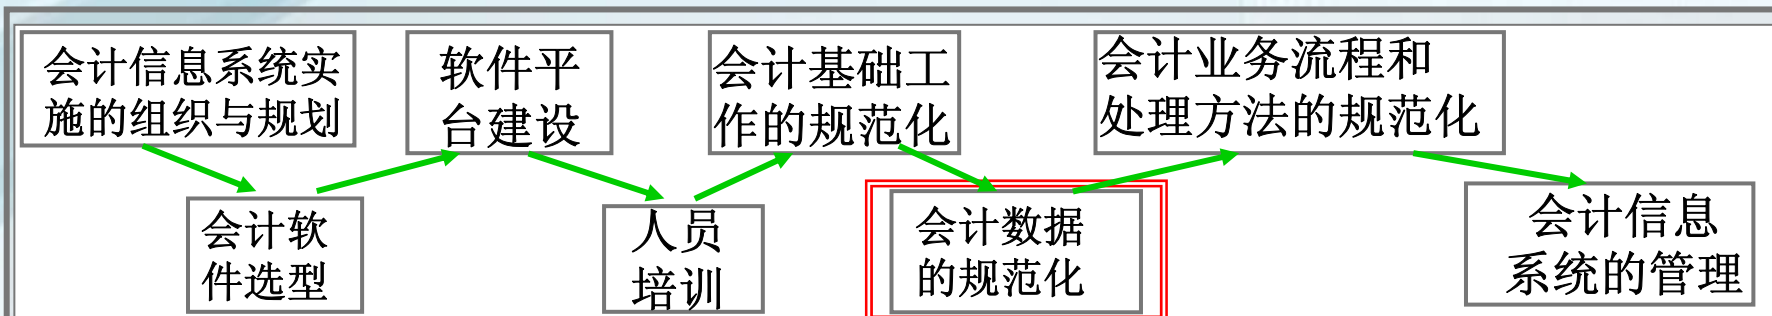 会计信息系统实
施的组织与规划
会计软
件选型
软件平
台建设
人员
培训
会计基础工
作的规范化
会计数据
的规范化
会计业务流程和
处理方法的规范化
会计信息
系统的管理